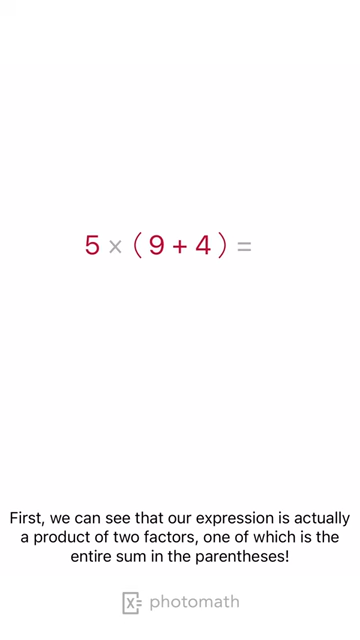 5 × ( 9 + 4 ) =
First, we can see that our expression is actually
a product of two factors, one of which is the
entire sum in the parentheses!
photomath